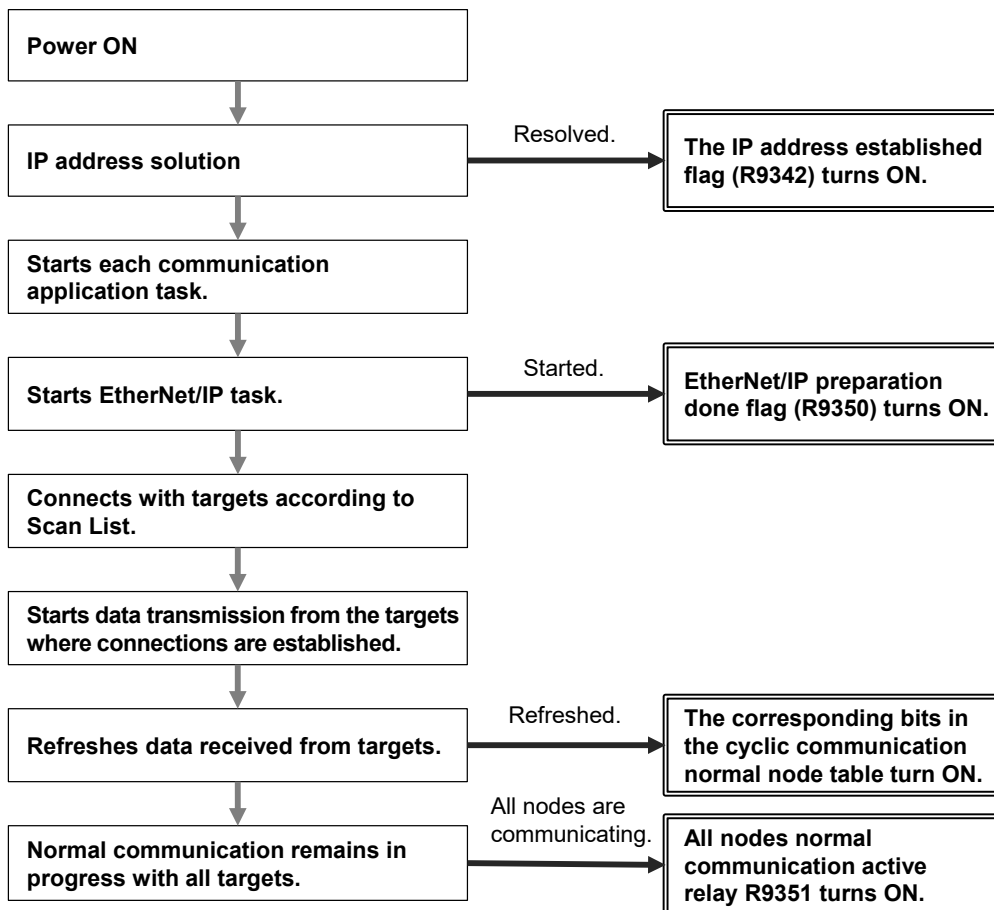 Power ON
IP address solution
Resolved.
The IP address established
flag (R9342) turns ON.
Starts each communication
application task.
Starts EtherNet/IP task.
Started.
EtherNet/IP preparation
done flag (R9350) turns ON.
Connects with targets according to
Scan List.
Starts data transmission from the targets
where connections are established.
Refreshes data received from targets.
Refreshed.
The corresponding bits in
the cyclic communication
normal node table turn ON.
Normal communication remains in
progress with all targets.
All nodes are
communicating.
All nodes normal
communication active
relay R9351 turns ON.